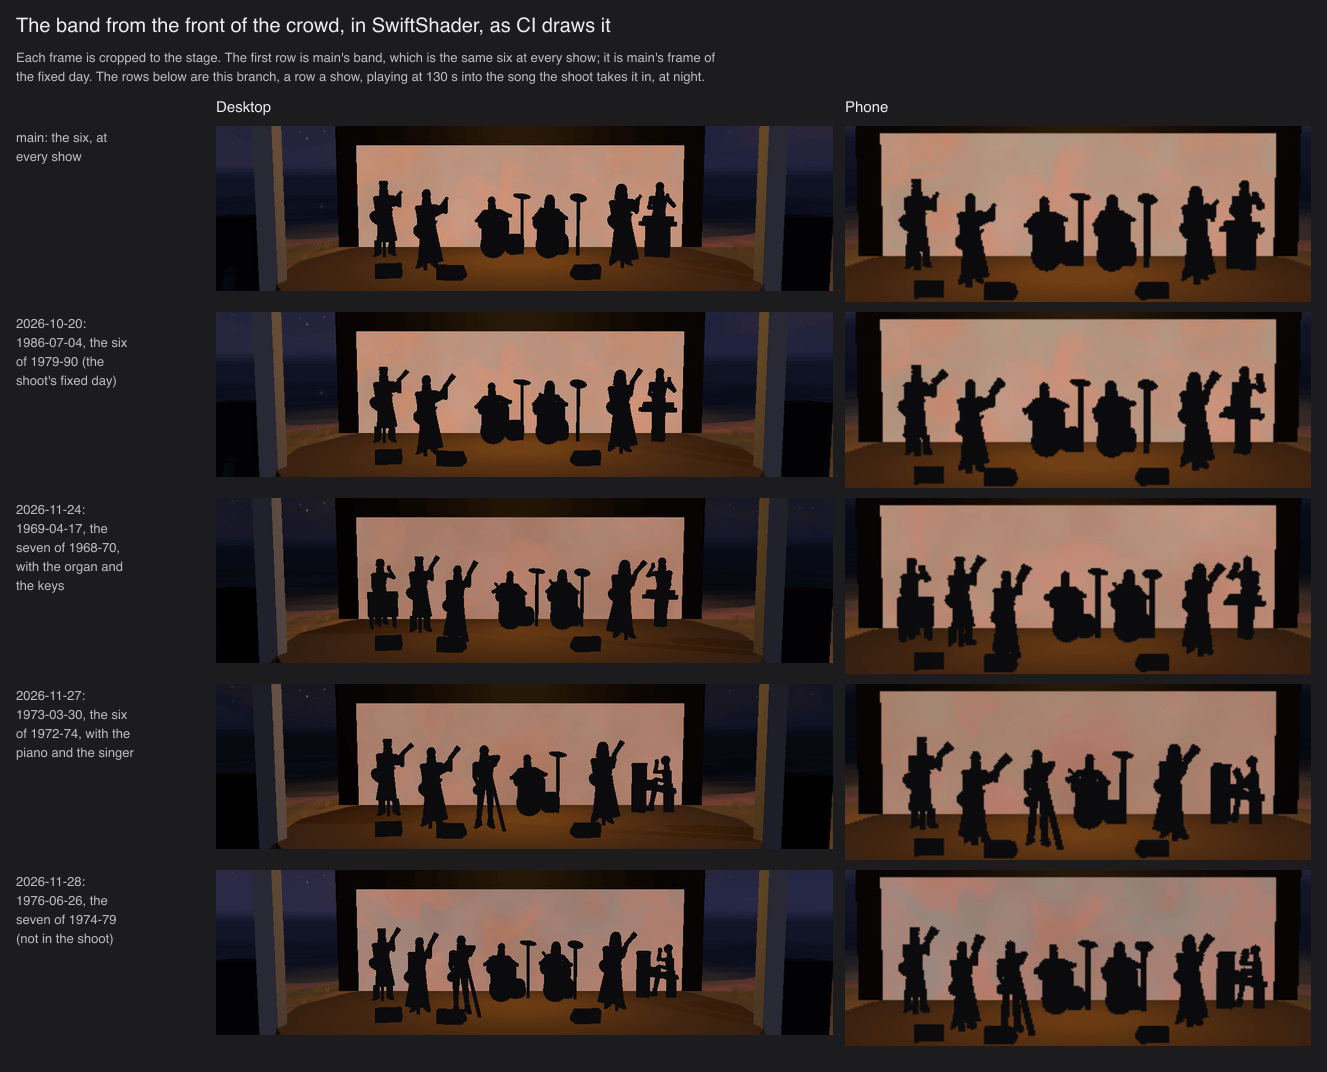 The band from the front of the crowd, in SwiftShader, as CI draws it
Each frame is cropped to the stage. The first row is main's band, which is the same six at every show; it is main's frame of
the fixed day. The rows below are this branch, a row a show, playing at 130 s into the song the shoot takes it in, at night.
Desktop
Phone
main: the six, at
every show
2026-10-20:
1986-07-04, the six
of 1979-90 (the
shoot's fixed day)
2026-11-24:
1969-04-17, the
seven of 1968-70,
with the organ and
the keys
2026-11-27:
1973-03-30, the six
of 1972-74, with the
piano and the singer
2026-11-28:
1976-06-26, the
seven of 1974-79
(not in the shoot)